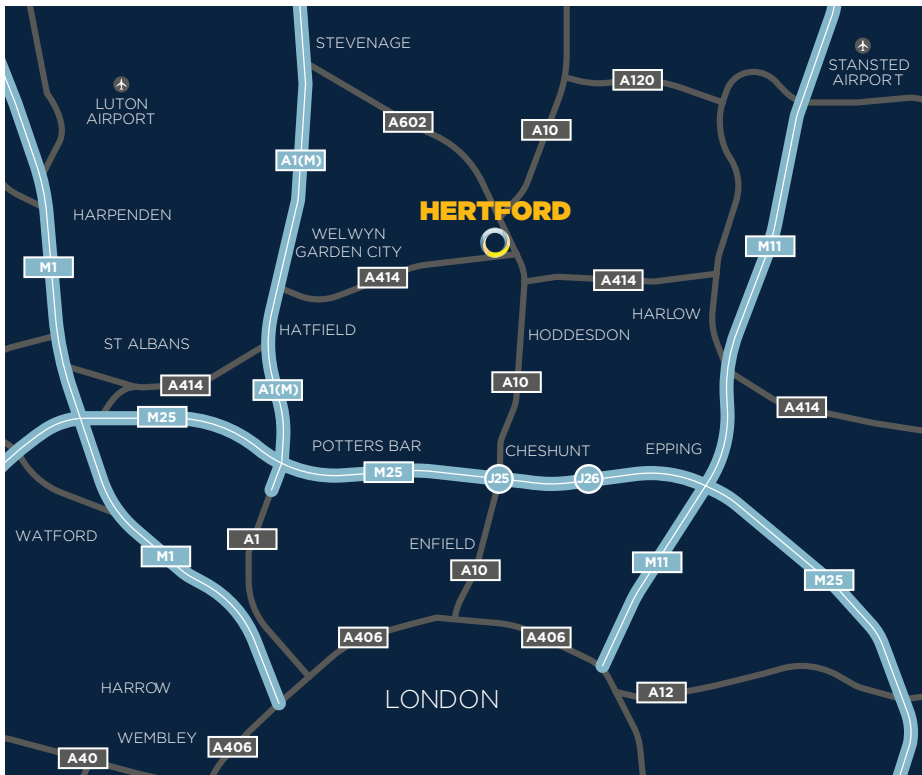 STEVENAGE
STANSTED
AIRPORT
A120
LUTON
AIRPORT
A602
A10
A1(M)
HERTFORD
HARPENDEN
WELWYN
GARDEN CITY
M11
M1
A414
A414
HARLOW
HATFIELD
HODDESDON
ST ALBANS
A414
A1(M)
A10
A414
M25
POTTERS BAR
CHESHUNT
EPPING
M25
J25
J26
WATFORD
A1
ENFIELD
M1
A10
M11
M25
A406
A406
HARROW
LONDON
A12
WEMBLEY
A406
A40